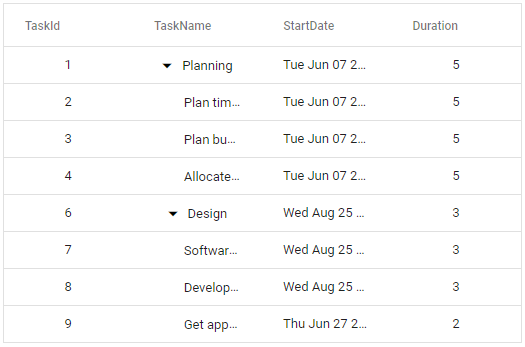 TaskId TaskName StartDate Duration
1 Planning Tue Jun 07 2... 5
2 Plan tim... Tue Jun 07 2... 5
3 Plan bu... Tue Jun 07 2... 5
4 Allocate... Tue Jun 07 2... 5
6 Design Wed Aug 25 ... 3
7 Softwar... Wed Aug 25 ... 3
8 Develop... Wed Aug 25 ... 3
9 Get app... Thu Jun 27 2... 2